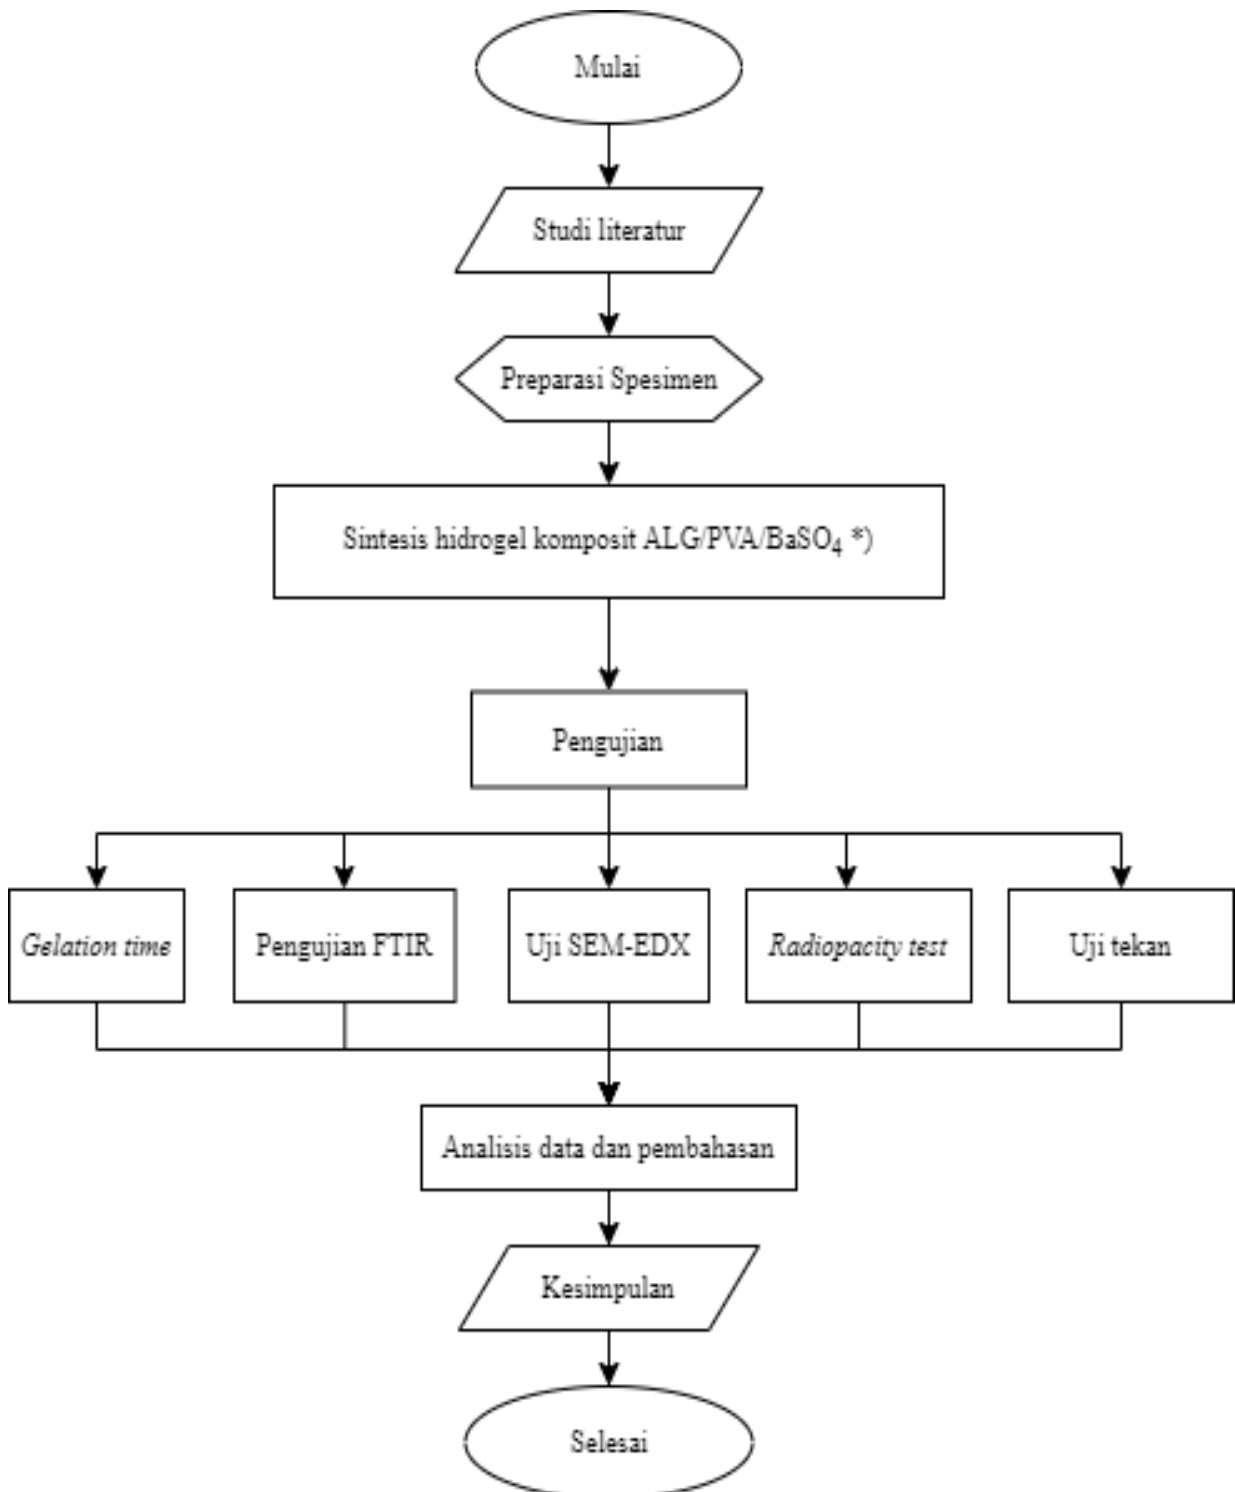 Mulai
Studi literatur
Preparasi Spesimen
Sintesis hidrogel komposit ALG/PVA/BaSO₄ *)
Pengujian
Gelation time
Pengujian FTIR
Uji SEM-EDX
Radiopacity test
Uji tekan
Analisis data dan pembahasan
Kesimpulan
Selesai